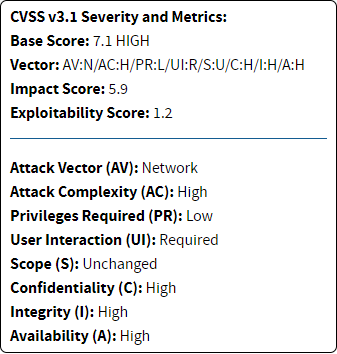 CVSS v3.1 Severity and Metrics:
Base Score: 7.1 HIGH
Vector: AV:N/AC:H/PR:L/UI:R/S:U/C:H/I:H/A:H
Impact Score: 5.9
Exploitability Score: 1.2
Attack Vector (AV): Network
Attack Complexity (AC): High
Privileges Required (PR): Low
User Interaction (UI): Required
Scope (S): Unchanged
Confidentiality (C): High
Integrity (I): High
Availability (A): High